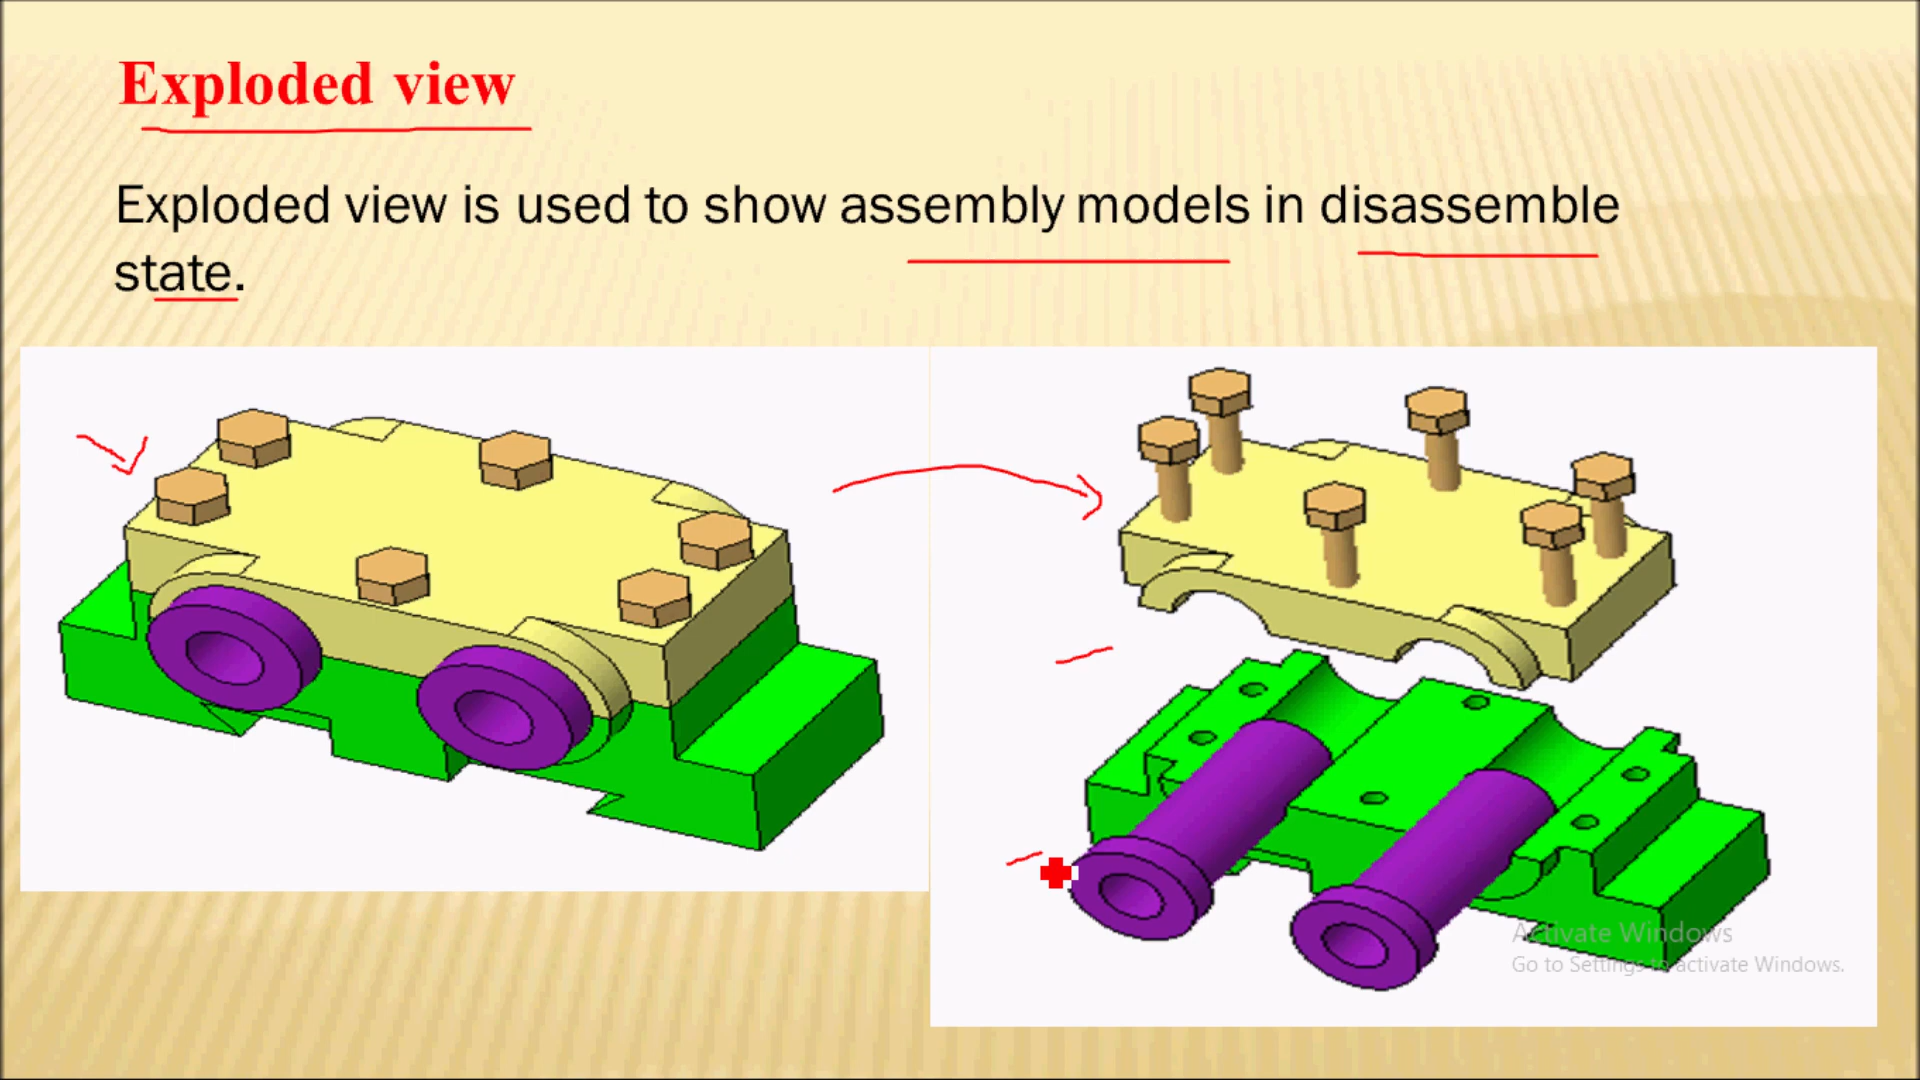 Exploded view
Exploded view is used to show assembly models in disassemble
state.
Activate Windows
Go to Settings to activate Windows.